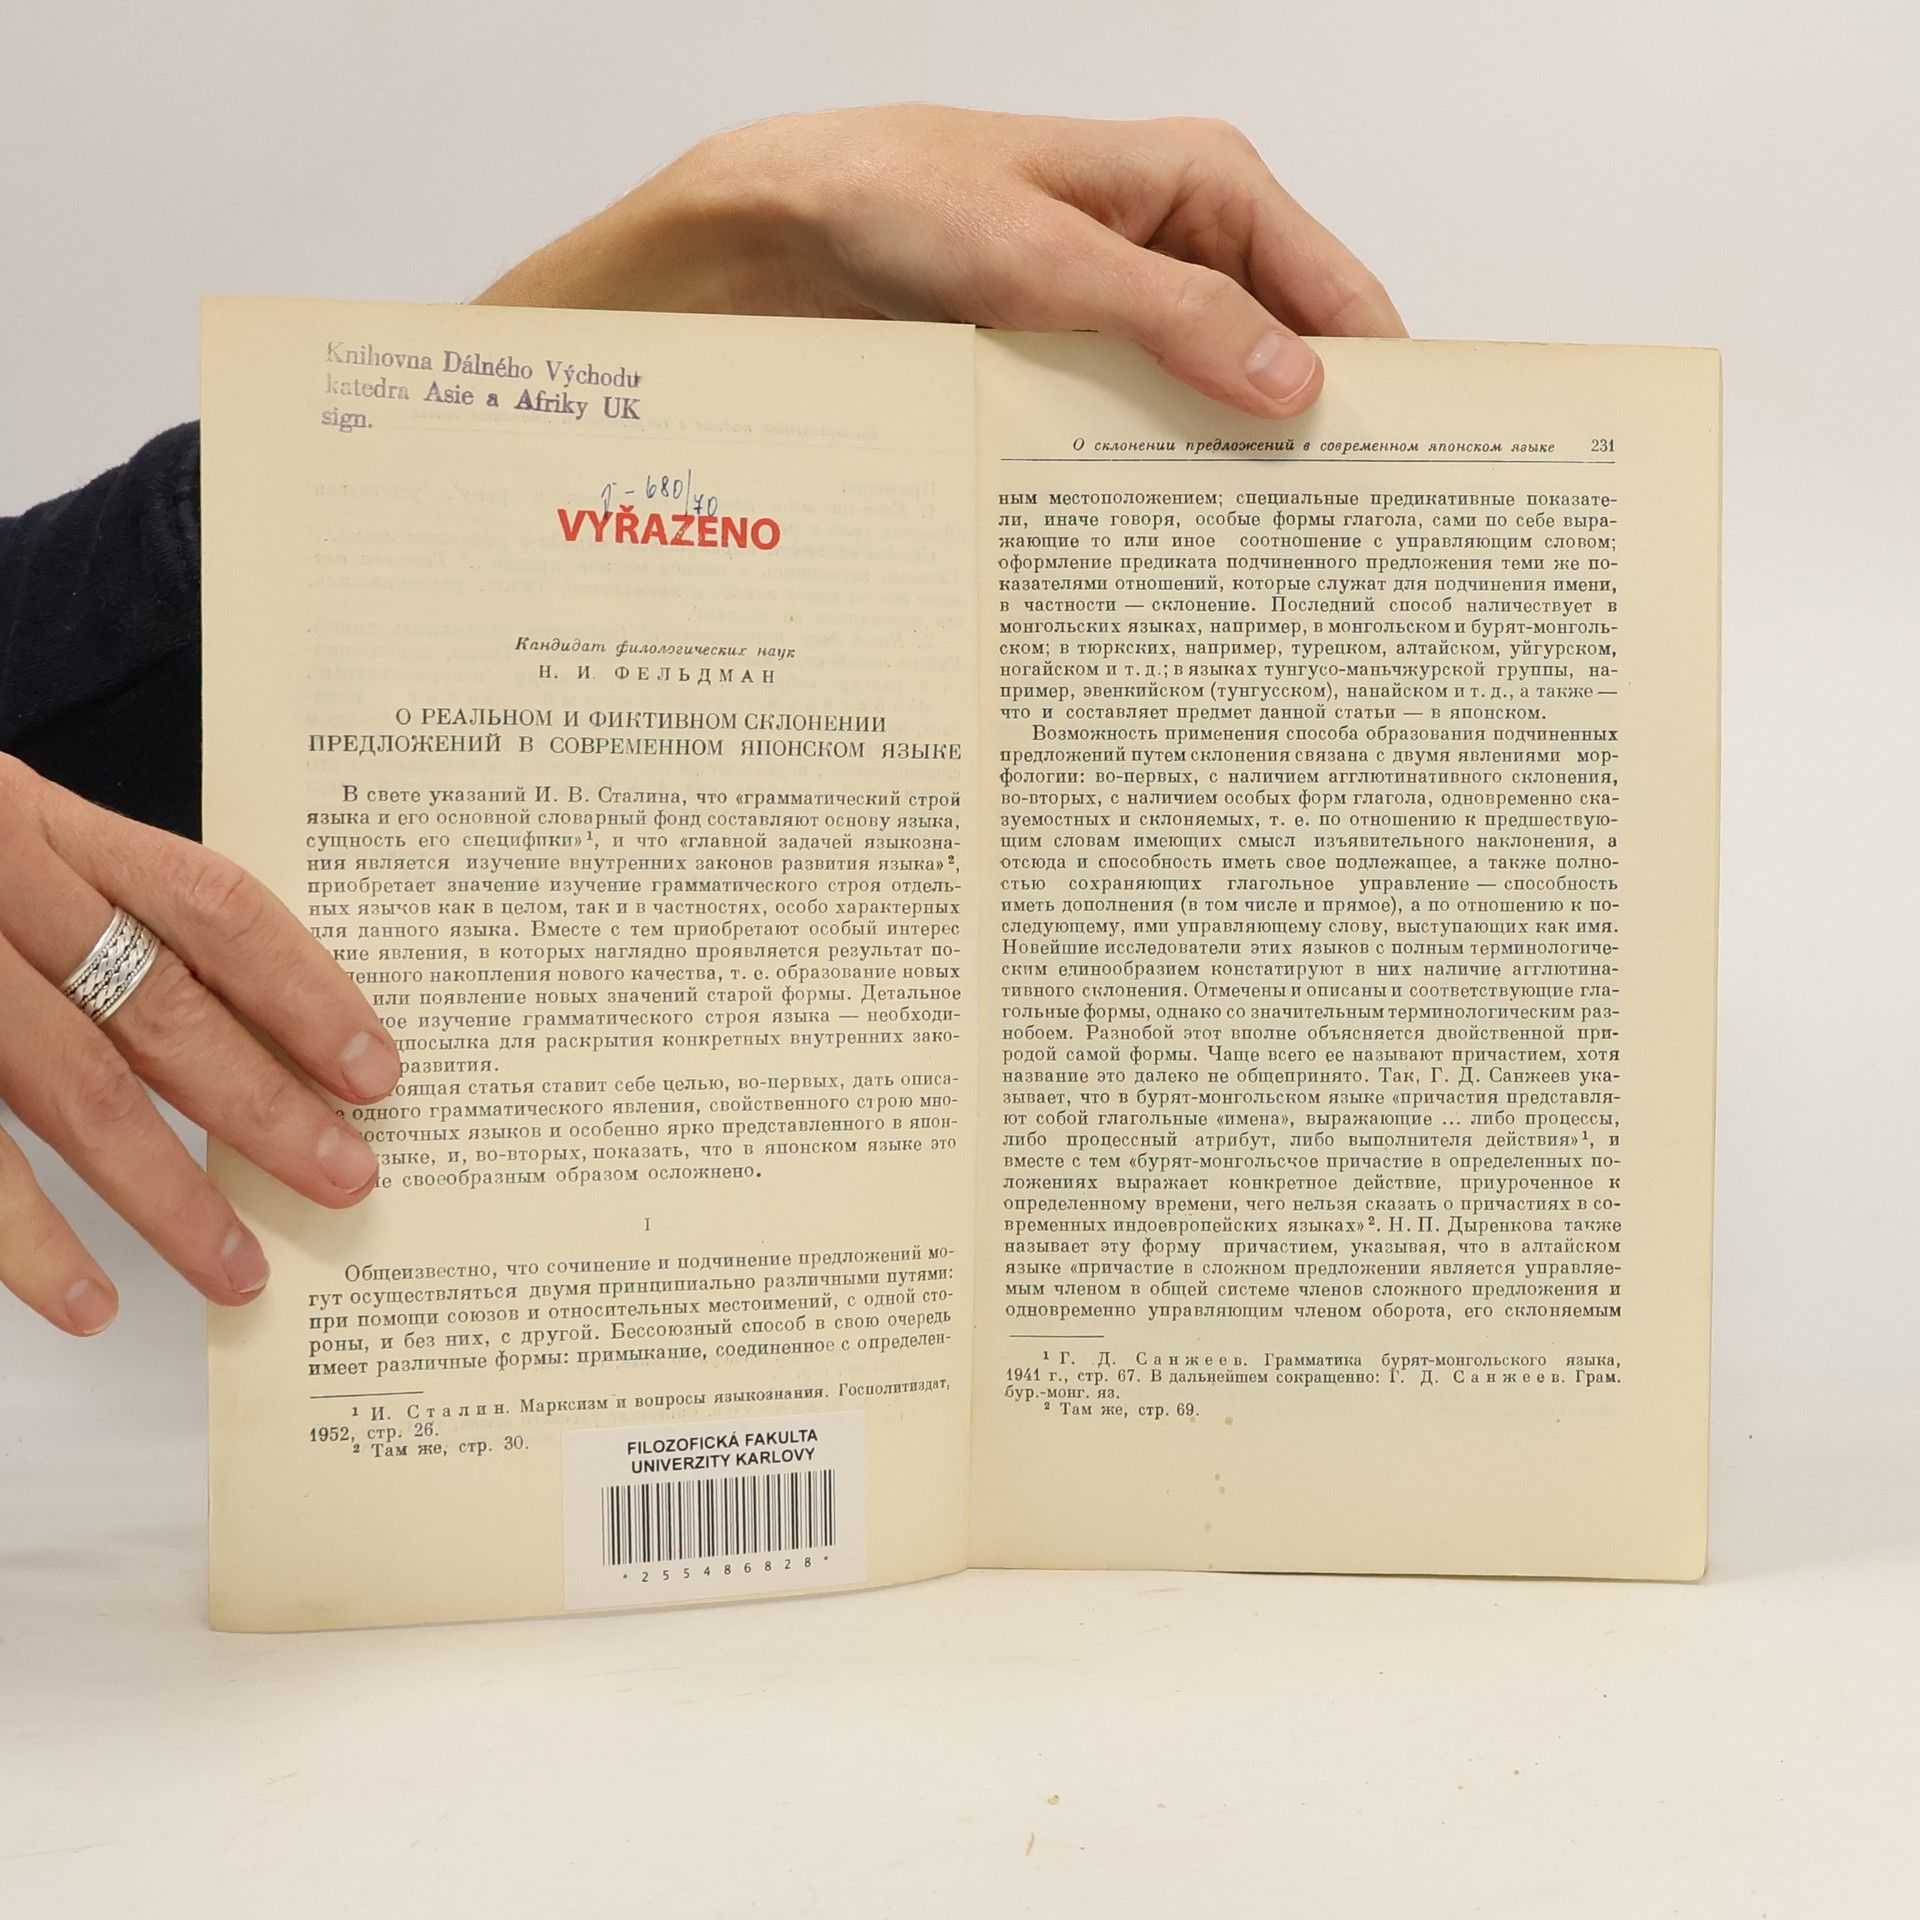 Knihovna Dálného Východu
katedra Asie a Afriky UK
sign.
J - 680/70
VYŘAZENO
Кандидат филологических наук
Н. И. ФЕЛЬДМАН
О РЕАЛЬНОМ И ФИКТИВНОМ СКЛОНЕНИИ
ПРЕДЛОЖЕНИЙ В СОВРЕМЕННОМ ЯПОНСКОМ ЯЗЫКЕ
В свете указаний И. В. Сталина, что «грамматический строй
языка и его основной словарный фонд составляют основу языка,
сущность его специфики»¹, и что «главной задачей языкозна-
ния является изучение внутренних законов развития языка»²,
приобретает значение изучение грамматического строя отдель-
ных языков как в целом, так и в частностях, особо характерных
для данного языка. Вместе с тем приобретают особый интерес
кие явления, в которых наглядно проявляется результат по-
енного накопления нового качества, т. е. образование новых
или появление новых значений старой формы. Детальное
ое изучение грамматического строя языка — необходи-
дпосылка для раскрытия конкретных внутренних зако-
развития.
оящая статья ставит себе целью, во-первых, дать описа-
е одного грамматического явления, свойственного строю мно-
осточных языков и особенно ярко представленного в япон-
зыке, и, во-вторых, показать, что в японском языке это
ие своеобразным образом осложнено.
I
Общеизвестно, что сочинение и подчинение предложений мо-
гут осуществляться двумя принципиально различными путями:
при помощи союзов и относительных местоимений, с одной сто-
роны, и без них, с другой. Бессоюзный способ в свою очередь
имеет различные формы: примыкание, соединенное с определен-
¹ И. Сталин. Марксизм и вопросы языкознания. Госполитиздат,
1952, стр. 26.
² Там же, стр. 30.
FILOZOFICKÁ FAKULTA
UNIVERZITY KARLOVY
*255486828*
О склонении предложений в современном японском языке 231
ным местоположением; специальные предикативные показате-
ли, иначе говоря, особые формы глагола, сами по себе выра-
жающие то или иное соотношение с управляющим словом;
оформление предиката подчиненного предложения теми же по-
казателями отношений, которые служат для подчинения имени,
в частности — склонение. Последний способ наличествует в
монгольских языках, например, в монгольском и бурят-монголь-
ском; в тюркских, например, турецком, алтайском, уйгурском,
ногайском и т. д.; в языках тунгусо-маньчжурской группы, на-
пример, эвенкийском (тунгусском), нанайском и т. д., а также —
что и составляет предмет данной статьи — в японском.
Возможность применения способа образования подчиненных
предложений путем склонения связана с двумя явлениями мор-
фологии: во-первых, с наличием агглютинативного склонения,
во-вторых, с наличием особых форм глагола, одновременно ска-
зуемостных и склоняемых, т. е. по отношению к предшествую-
щим словам имеющих смысл изъявительного наклонения, а
отсюда и способность иметь свое подлежащее, а также полно-
стью сохраняющих глагольное управление — способность
иметь дополнения (в том числе и прямое), а по отношению к по-
следующему, ими управляющему слову, выступающих как имя.
Новейшие исследователи этих языков с полным терминологиче-
ским единообразием констатируют в них наличие агглютина-
тивного склонения. Отмечены и описаны и соответствующие гла-
гольные формы, однако со значительным терминологическим раз-
нобоем. Разнобой этот вполне объясняется двойственной при-
родой самой формы. Чаще всего ее называют причастием, хотя
название это далеко не общепринято. Так, Г. Д. Санжеев ука-
зывает, что в бурят-монгольском языке «причастия представля-
ют собой глагольные «имена», выражающие ... либо процессы,
либо процессный атрибут, либо выполнителя действия»¹, и
вместе с тем «бурят-монгольское причастие в определенных по-
ложениях выражает конкретное действие, приуроченное к
определенному времени, чего нельзя сказать о причастиях в со-
временных индоевропейских языках»². Н. П. Дыренкова также
называет эту форму причастием, указывая, что в алтайском
языке «причастие в сложном предложении является управляе-
мым членом в общей системе членов сложного предложения и
одновременно управляющим членом оборота, его склоняемым
¹ Г. Д. Санжеев. Грамматика бурят-монгольского языка,
1941 г., стр. 67. В дальнейшем сокращенно: Г. Д. Санжеев. Грам.
бур.-монг. яз.
² Там же, стр. 69.